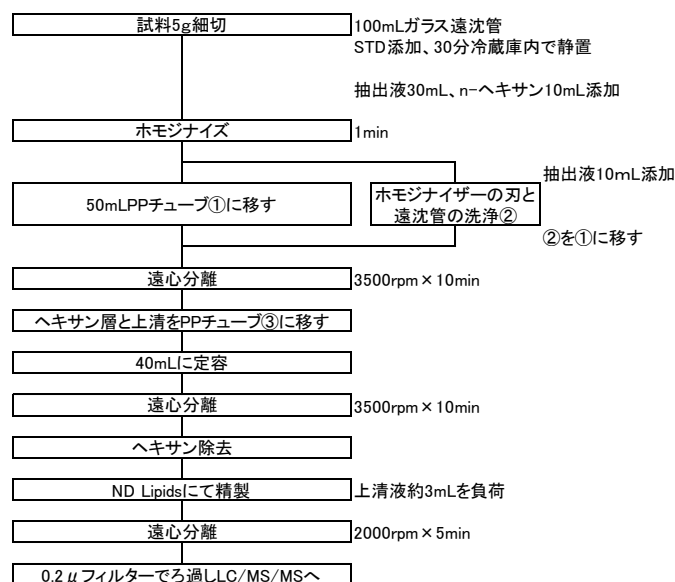 試料5g細切
100mLガラス遠沈管
STD添加、30分冷蔵庫内で静置
抽出液30mL、n-ヘキサン10mL添加
ホモジナイズ
1min
抽出液10mL添加
50mLPPチューブ①に移す
ホモジナイザーの刃と
遠沈管の洗浄②
②を①に移す
遠心分離
3500rpm×10min
ヘキサン層と上清をPPチューブ③に移す
40mLに定容
遠心分離
3500rpm×10min
ヘキサン除去
ND Lipidsにて精製
上清液約3mLを負荷
遠心分離
2000rpm×5min
0.2μフィルターでろ過しLC/MS/MSへ